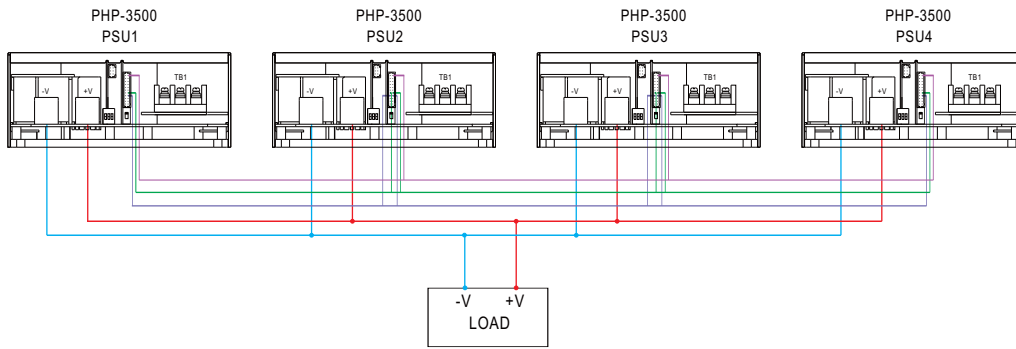 PHP-3500
PSU1
PHP-3500
PSU2
PHP-3500
PSU3
PHP-3500
PSU4
-V +V TB1
-V +V TB1
-V +V TB1
-V +V TB1
-V +V
LOAD